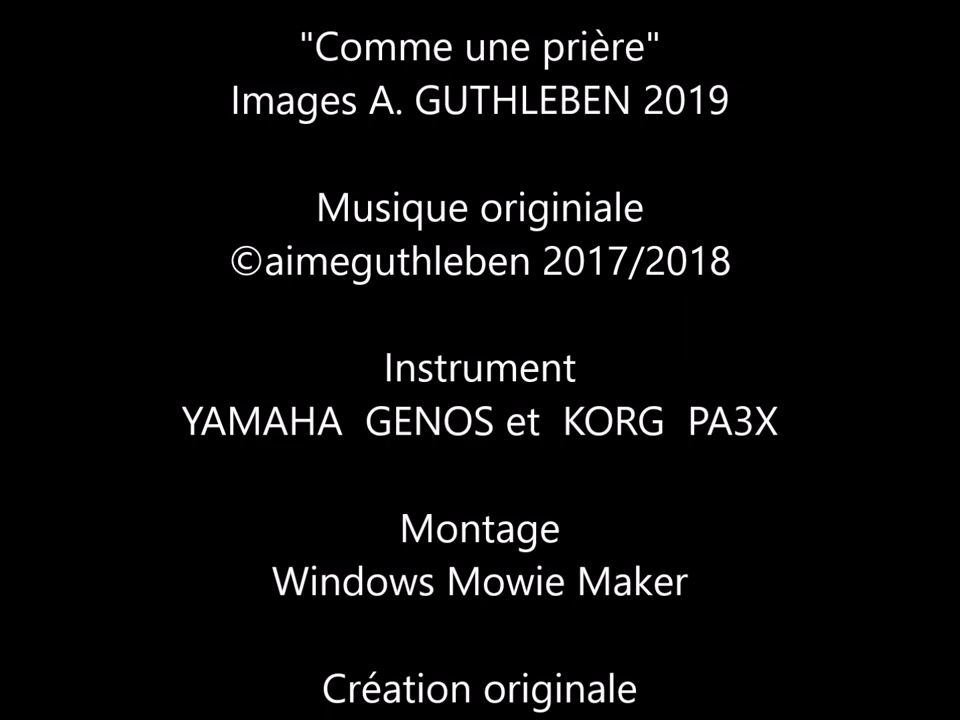 "Comme une prière"
Images A. GUTHLEBEN 2019
Musique originiale
©aimeguthleben 2017/2018
Instrument
YAMAHA GENOS et KORG PA3X
Montage
Windows Mowie Maker
Création originale